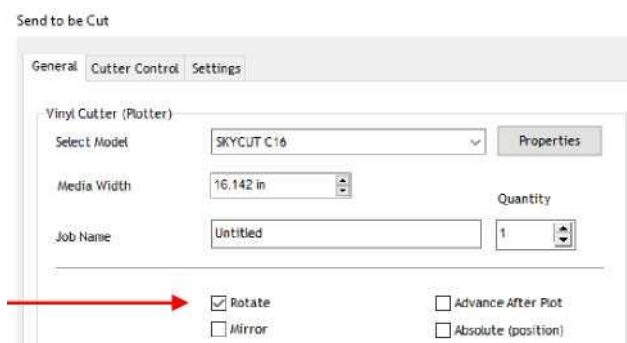 Send to be Cut
General Cutter Control Settings
Vinyl Cutter (Plotter)
Select Model SKYCUT C16 Properties
Media Width 16.142 in
Quantity
Job Name Untitled 1
Rotate Advance After Plot
Mirror Absolute (position)